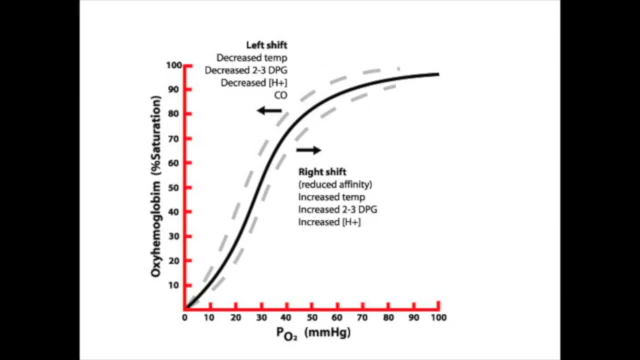 Left shift
Decreased temp
Decreased 2-3 DPG
Decreased [H+]
CO
Right shift
(reduced affinity)
Increased temp
Increased 2-3 DPG
Increased [H+]
Oxyhemoglobim (%Saturation)
100
90
80
70
60
50
40
30
20
10
0 10 20 30 40 50 60 70 80 90 100
PO₂ (mmHg)